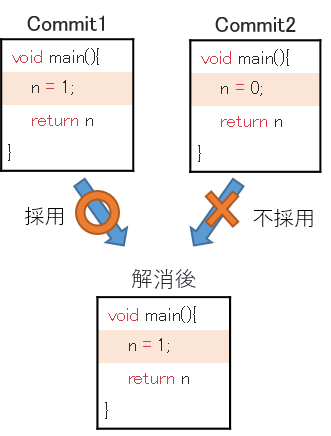 Commit1
Commit2
void main(){
n = 1;
return n
}
void main(){
n = 0;
return n
}
採用
不採用
解消後
void main(){
n = 1;
return n
}